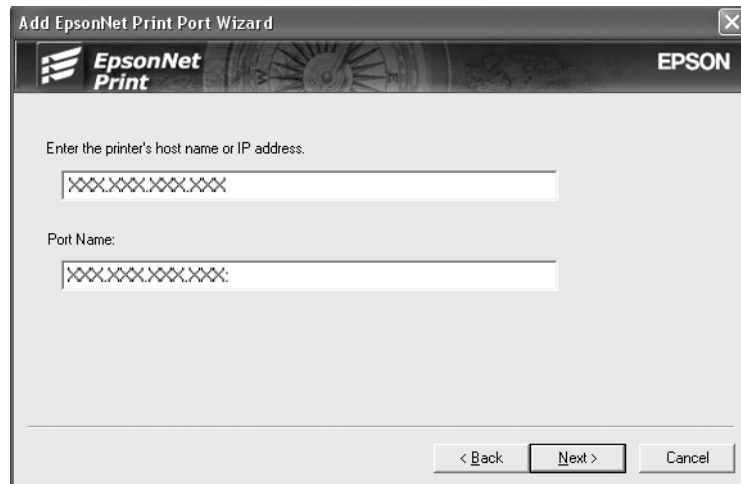 Add EpsonNet Print Port Wizard
EpsonNet
Print
EPSON
Enter the printer's host name or IP address.
XXX.XXX.XXX.XXX
Port Name:
XXX.XXX.XXX.XXX:
< Back Next > Cancel